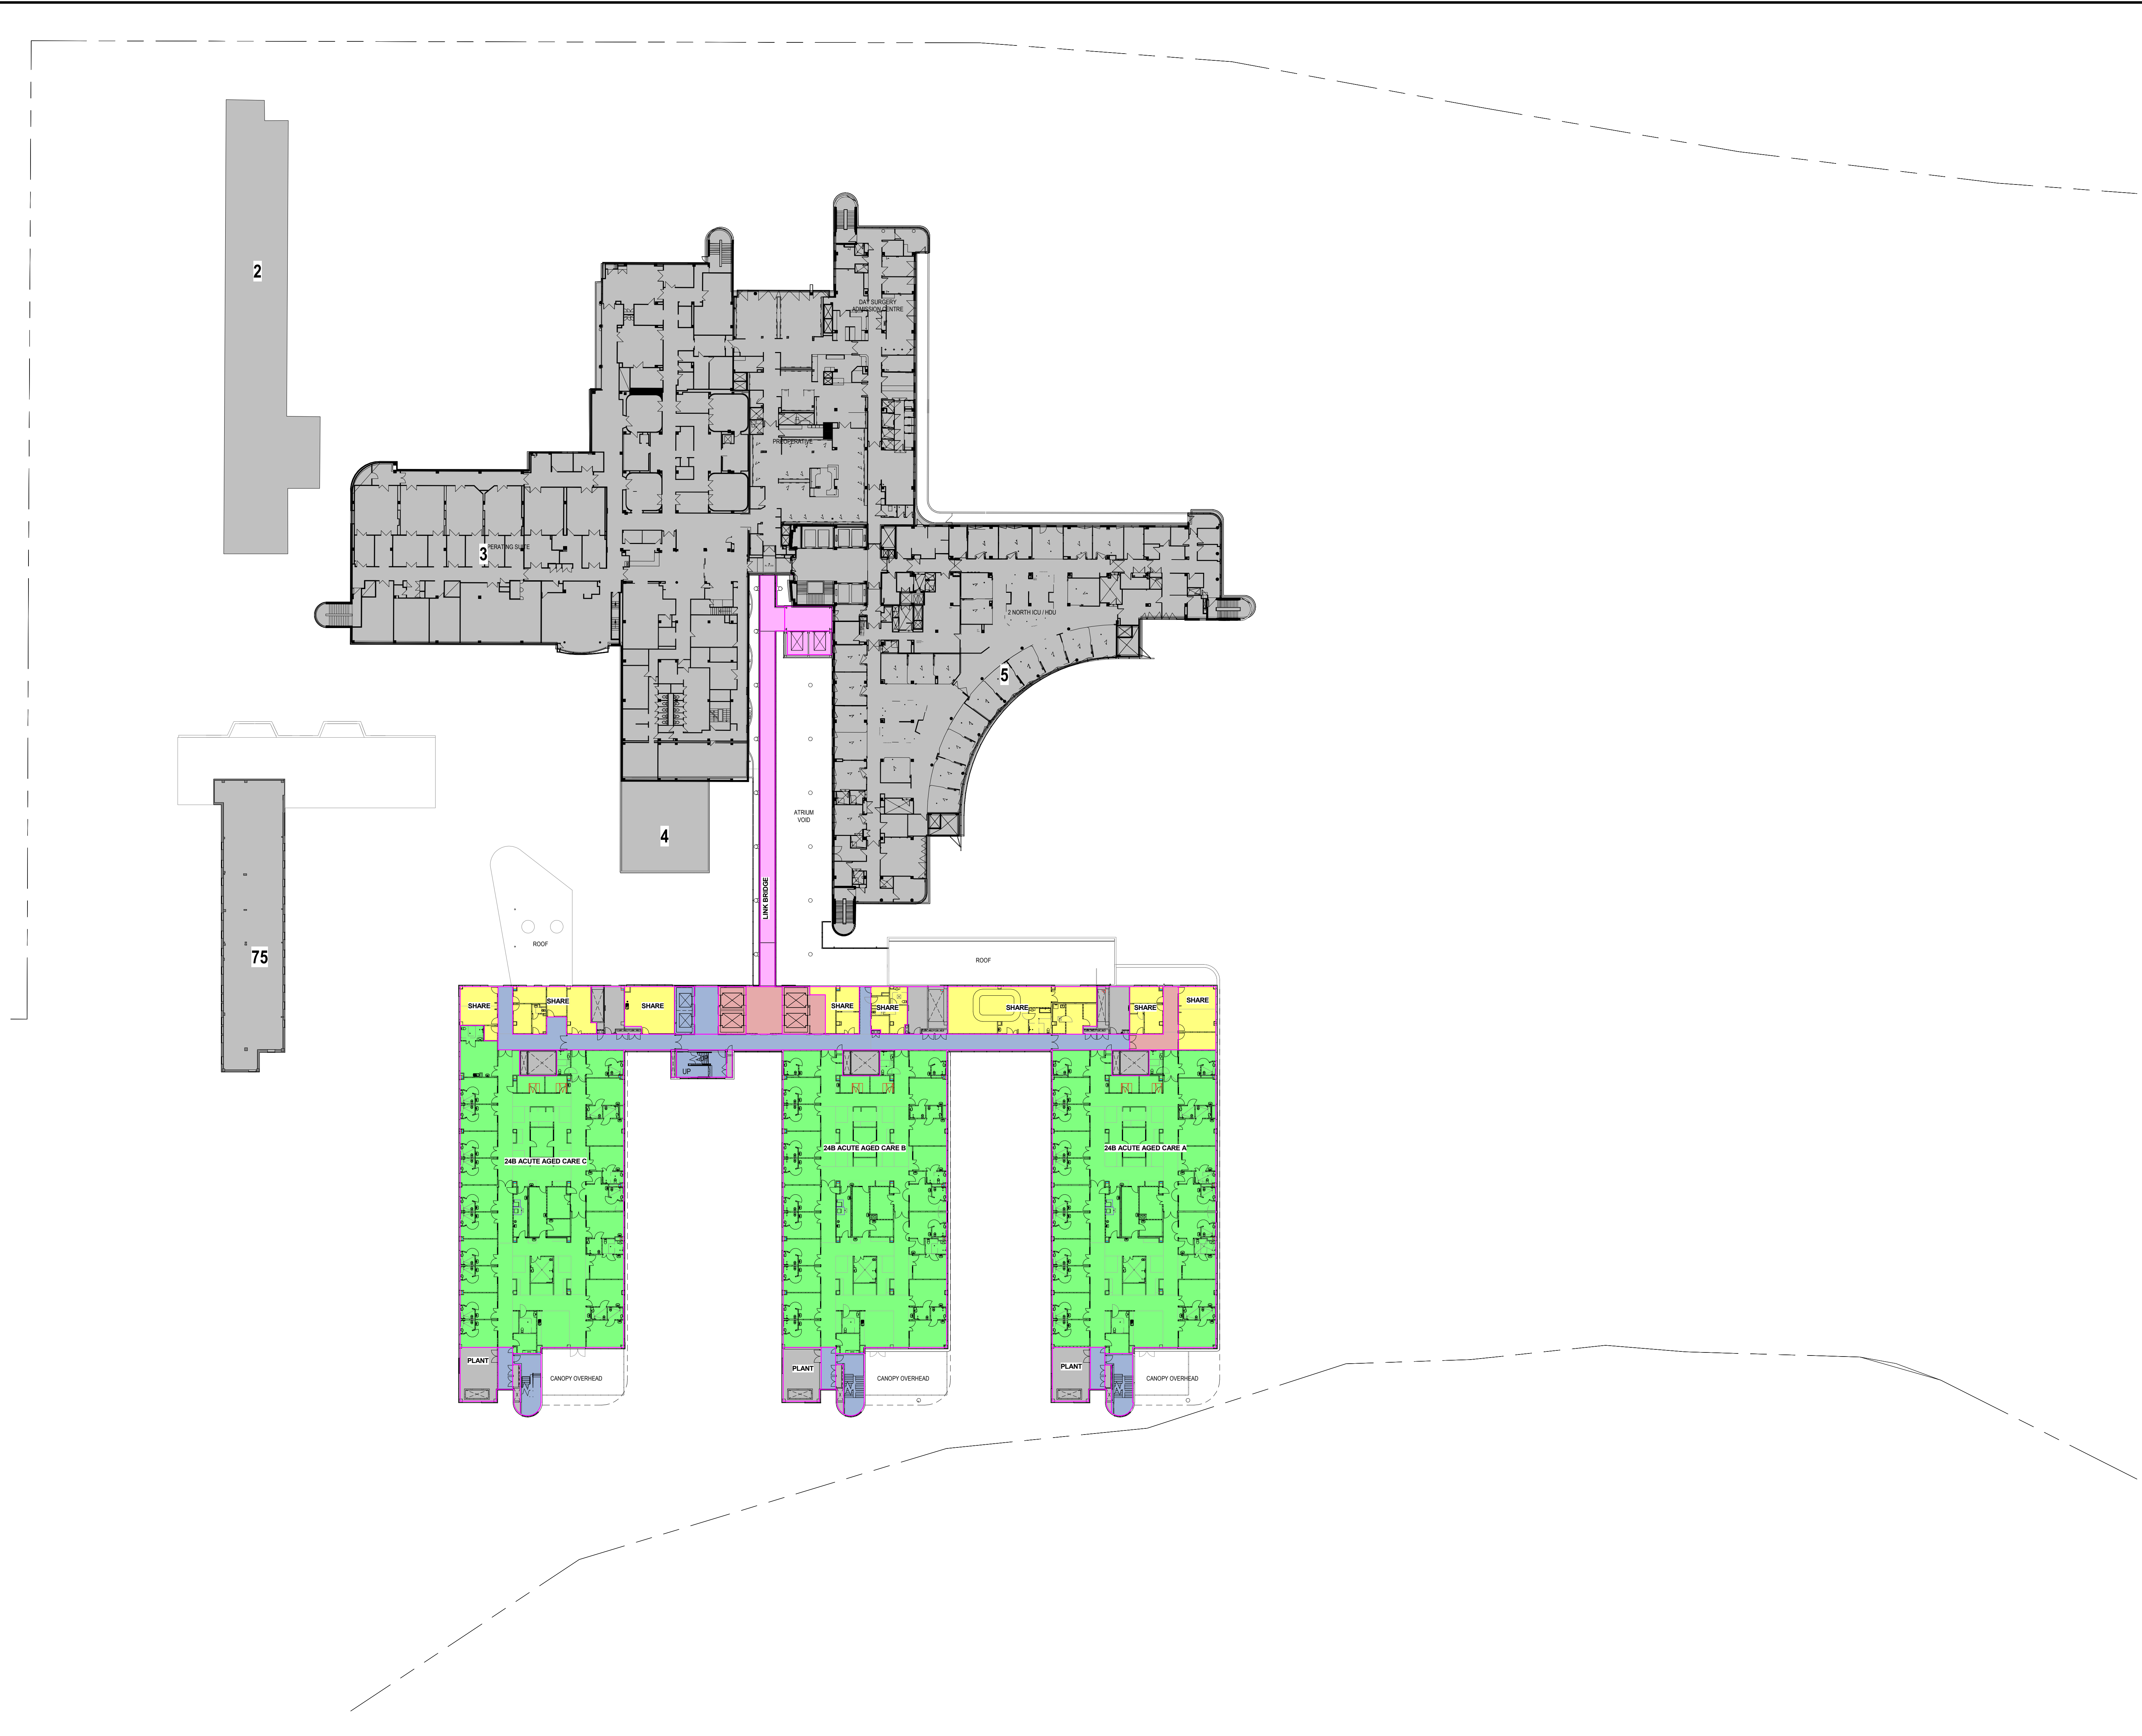 2
DAY SURGERY
ADMISSION CENTRE
PREOPERATIVE
3
PERATING SUITE
2 NORTH ICU / HDU
5
ATRIUM
VOID
4
LINK BRIDGE
ROOF
75
ROOF
SHARE
SHARE
SHARE
SHARE
SHARE
SHARE
SHARE
SHARE
UP
24B ACUTE AGED CARE C
24B ACUTE AGED CARE B
24B ACUTE AGED CARE A
PLANT
PLANT
PLANT
CANOPY OVERHEAD
CANOPY OVERHEAD
CANOPY OVERHEAD